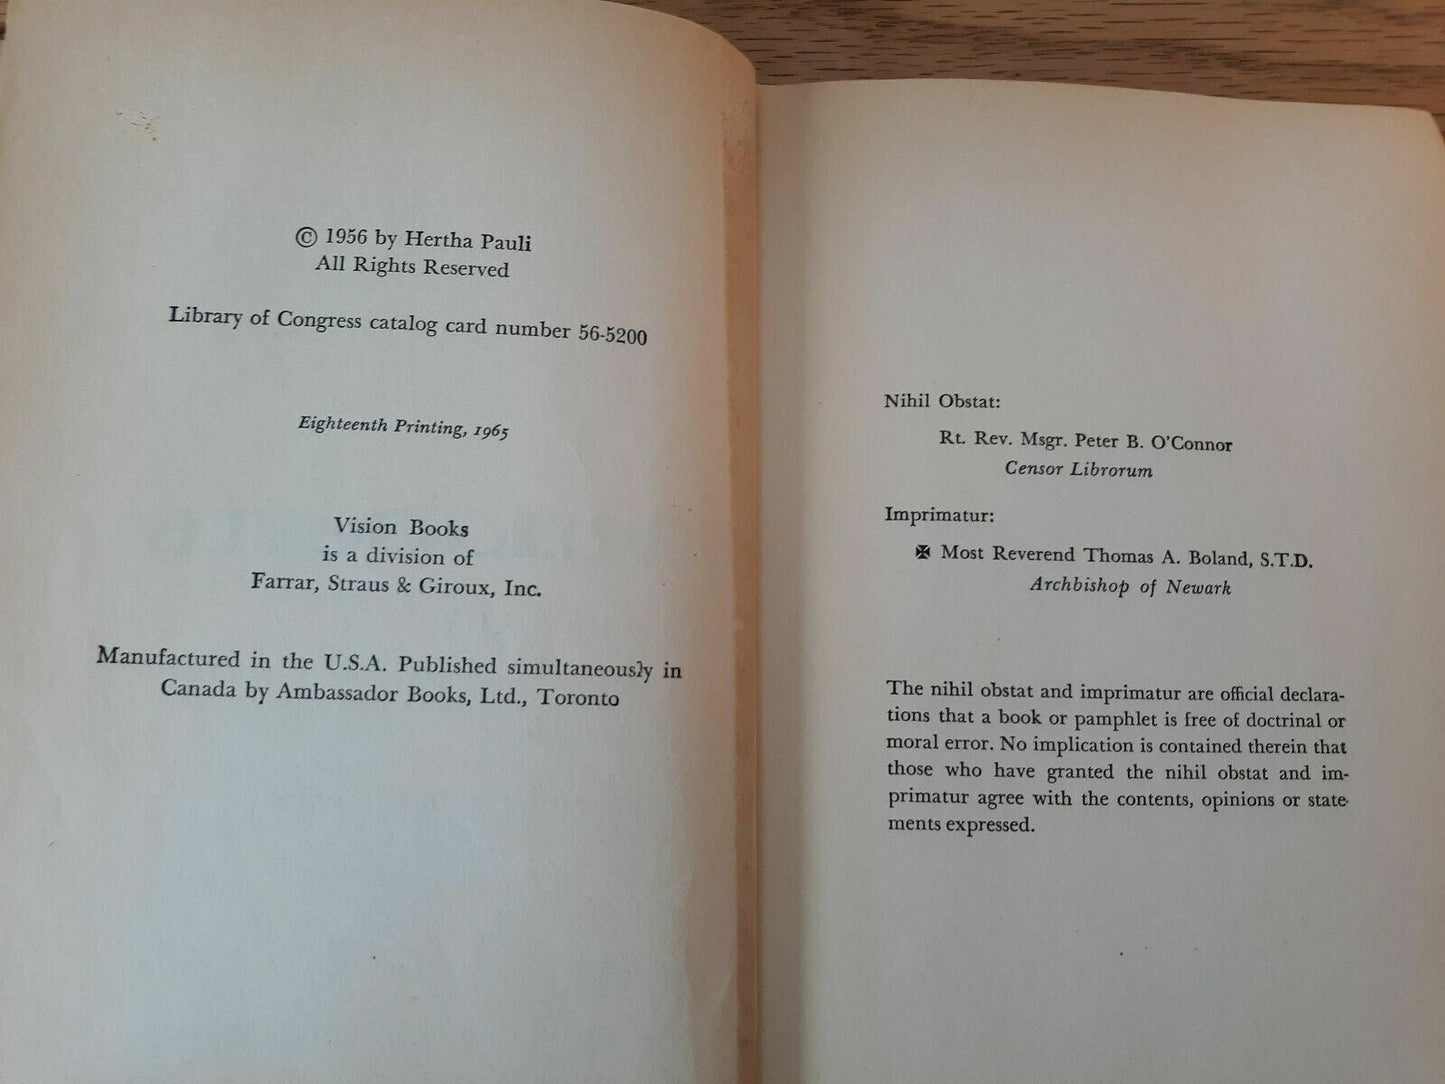 © 1956 by Hertha Pauli
All Rights Reserved
Library of Congress catalog card number 56-5200
Eighteenth Printing, 1965
Vision Books
is a division of
Farrar, Straus & Giroux, Inc.
Manufactured in the U.S.A. Published simultaneously in
Canada by Ambassador Books, Ltd., Toronto
Nihil Obstat:
Rt. Rev. Msgr. Peter B. O'Connor
Censor Librorum
Imprimatur:
✠ Most Reverend Thomas A. Boland, S.T.D.
Archbishop of Newark
The nihil obstat and imprimatur are official declara-
tions that a book or pamphlet is free of doctrinal or
moral error. No implication is contained therein that
those who have granted the nihil obstat and im-
primatur agree with the contents, opinions or state-
ments expressed.